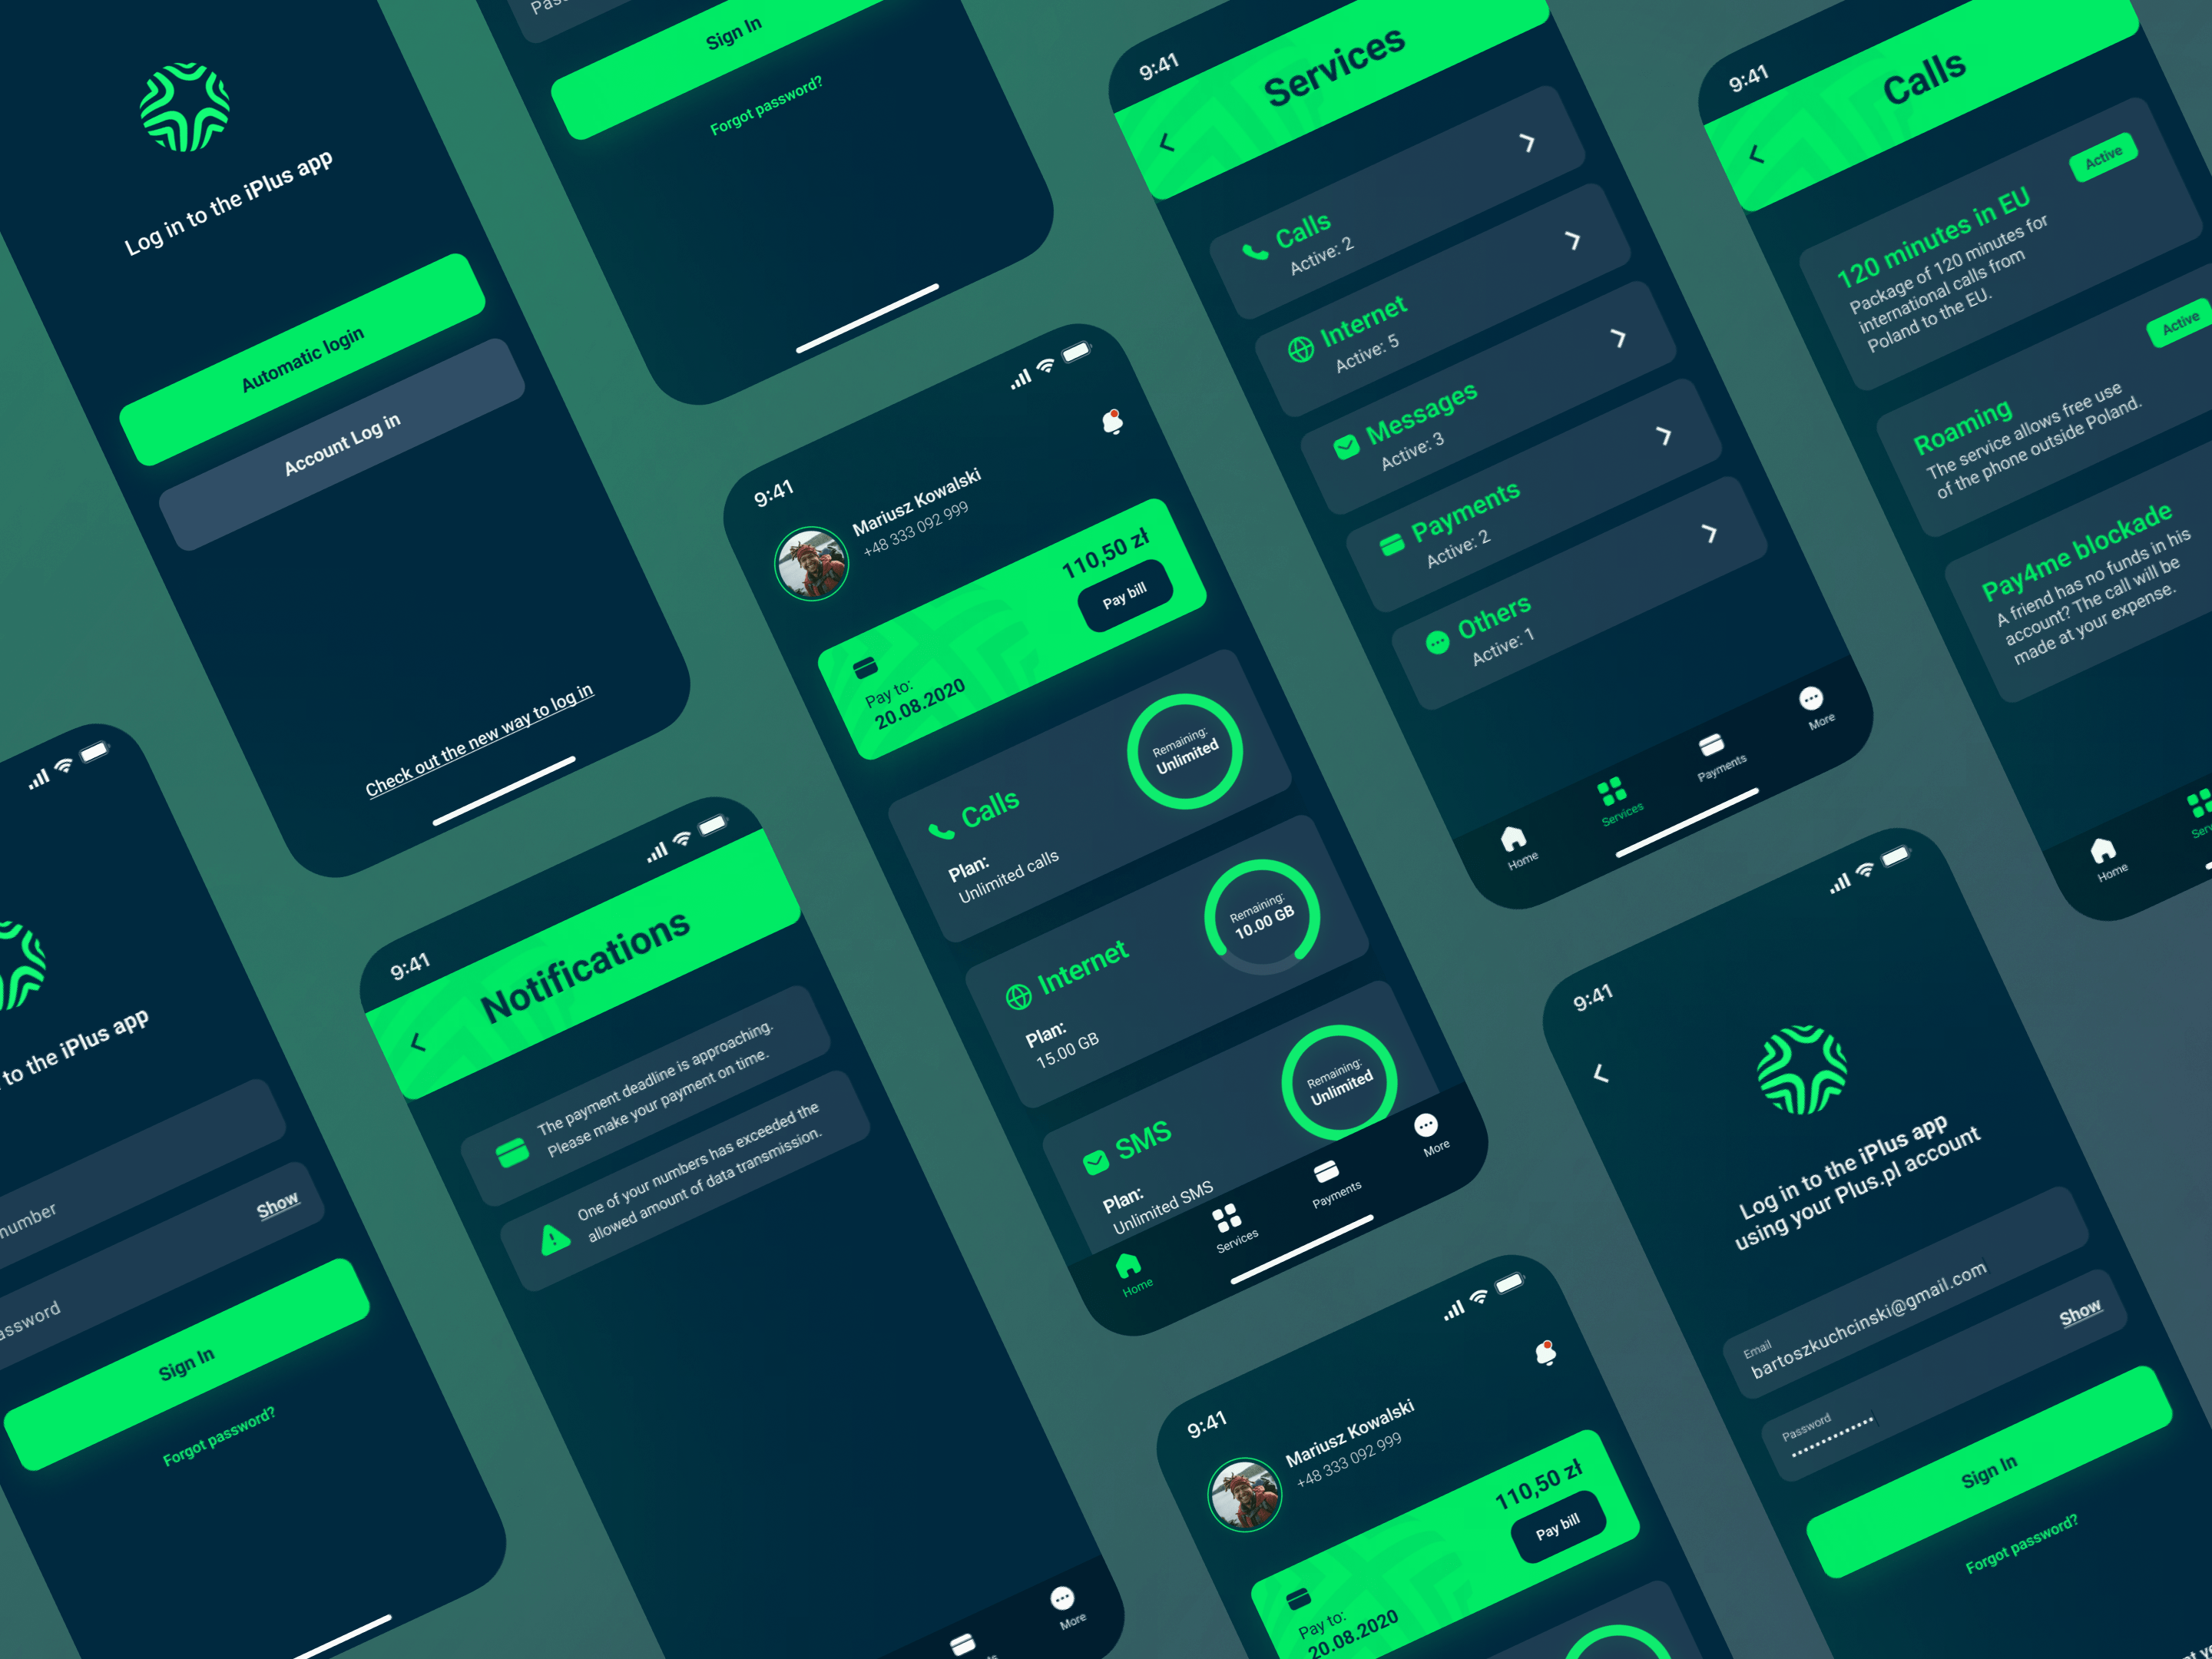 Log in to the iPlus app
Automatic login
Account Log in
Check out the new way to log in
Sign In
Forgot password?
9:41
Services
Calls
Active: 2
Internet
Active: 5
Messages
Active: 3
Payments
Active: 2
Others
Active: 1
Home
Services
Payments
More
9:41
Calls
120 minutes in EU
Active
Package of 120 minutes for
international calls from
Poland to the EU.
Roaming
Active
The service allows free use
of the phone outside Poland.
Pay4me blockade
A friend has no funds in his
account? The call will be
made at your expense.
Home
9:41
Mariusz Kowalski
+48 333 092 999
110,50 zł
Pay bill
Pay to:
20.08.2020
Calls
Plan:
Unlimited calls
Remaining:
Unlimited
Internet
Plan:
15.00 GB
Remaining:
10.00 GB
SMS
Plan:
Unlimited SMS
Remaining:
Unlimited
Home
Services
Payments
More
to the iPlus app
number
Show
Sign In
Forgot password?
9:41
Notifications
The payment deadline is approaching.
Please make your payment on time.
One of your numbers has exceeded the
allowed amount of data transmission.
More
9:41
Mariusz Kowalski
+48 333 092 999
110,50 zł
Pay bill
Pay to:
20.08.2020
9:41
Log in to the iPlus app
using your Plus.pl account
Email
bartoszkuchcinski@gmail.com
Password
Show
Sign In
Forgot password?